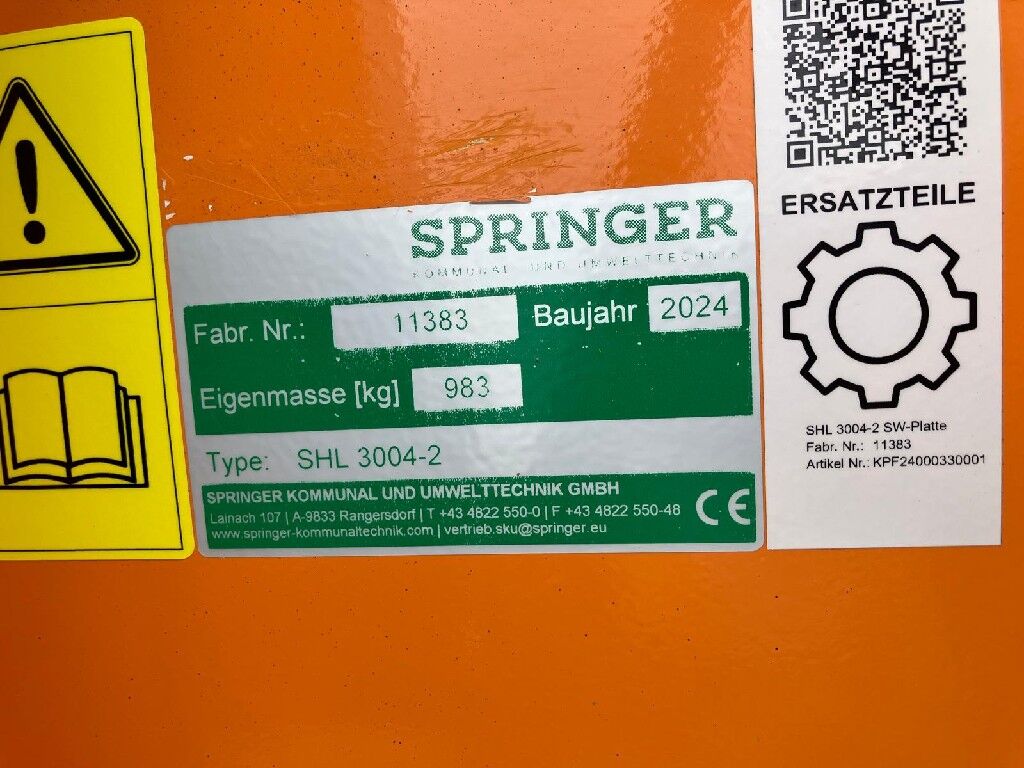 SPRINGER
KOMMUNAL- UND UMWELTTECHNIK
Fabr. Nr.: 11383 Baujahr 2024
Eigenmasse [kg] 983
Type: SHL 3004-2
SPRINGER KOMMUNAL UND UMWELTTECHNIK GMBH
Lainach 107 | A-9833 Rangersdorf | T +43 4822 550-0 | F +43 4822 550-48
www.springer-kommunaltechnik.com | vertrieb.sku@springer.eu
CE
ERSATZTEILE
SHL 3004-2 SW-Platte
Fabr. Nr.: 11383
Artikel Nr.: KPF24000330001